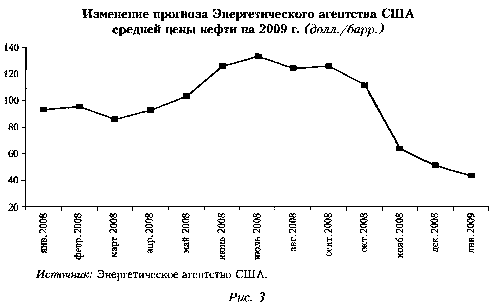 Изменение прогноза Энергетического агентства США
средней цены нефти на 2009 г. (долл./барр.)
140
120
100
80
60
40
20
янв. 2008
февр. 2008
март 2008
апр. 2008
май 2008
июнь 2008
июль 2008
авг. 2008
сент. 2008
окт. 2008
нояб. 2008
дек. 2008
янв. 2009
Источник: Энергетическое агентство США.
Рис. 3